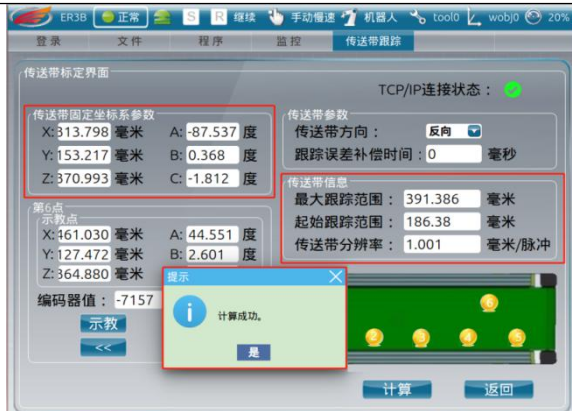 ER3B 正常 S R 继续 手动慢速 机器人 tool0 wobj0 20%
登录 文件 程序 监控 传送带跟踪
传送带标定界面
TCP/IP连接状态：
传送带固定坐标系参数
X: 313.798 毫米 A: -87.537 度
Y: 153.217 毫米 B: 0.368 度
Z: 370.993 毫米 C: -1.812 度
传送带参数
传送带方向： 反向
跟踪误差补偿时间：0 毫秒
传送带信息
最大跟踪范围： 391.386 毫米
起始跟踪范围： 186.38 毫米
传送带分辨率： 1.001 毫米/脉冲
第6点
示教点
X: 461.030 毫米 A: 44.551 度
Y: 127.472 毫米 B: 2.601 度
Z: 364.880 毫米
编码器值： -7157
示教
<<
提示
i 计算成功。
是
6
2 3 4 5
计算 返回